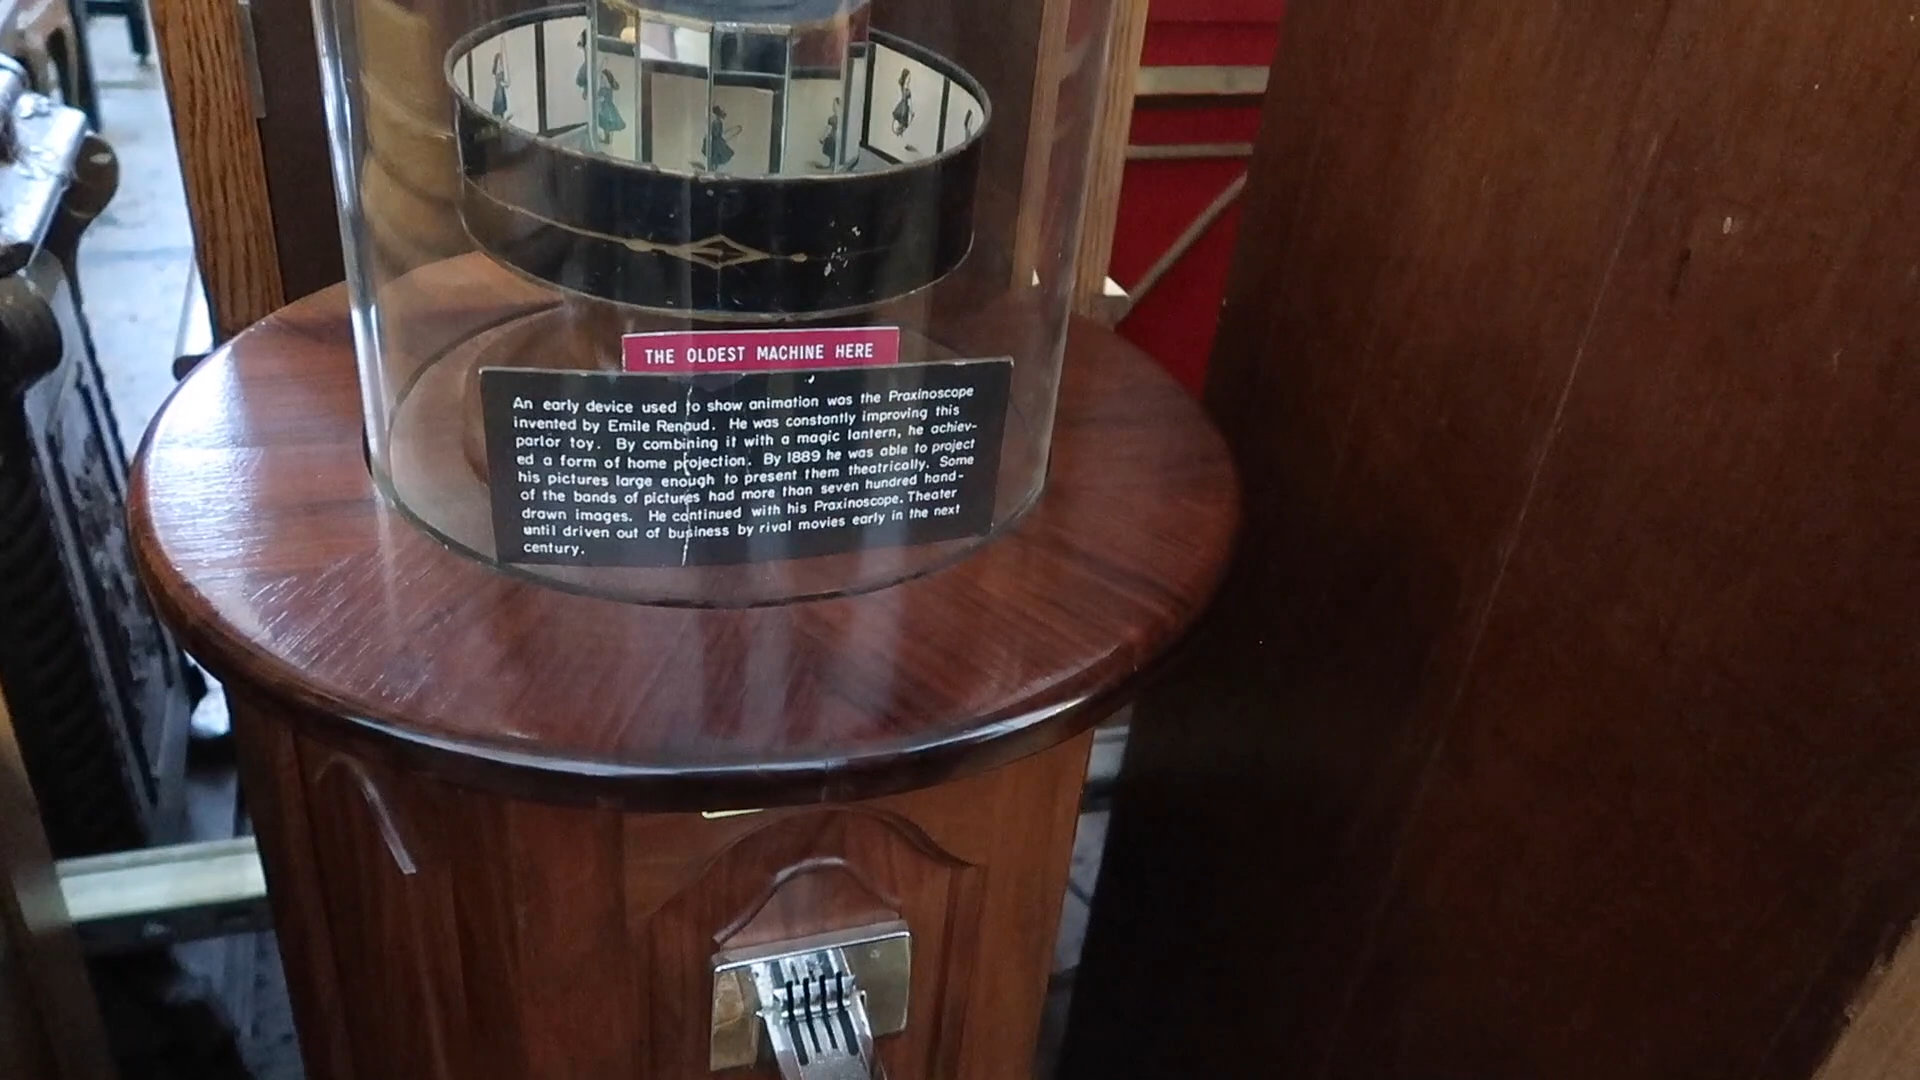 THE OLDEST MACHINE HERE
An early device used to show animation was the Praxinoscope
invented by Emile Renaud. He was constantly improving this
parlor toy. By combining it with a magic lantern, he achiev-
ed a form of home projection. By 1889 he was able to project
his pictures large enough to present them theatrically. Some
of the bands of pictures had more than seven hundred hand-
drawn images. He continued with his Praxinoscope. Theater
until driven out of business by rival movies early in the next
century.